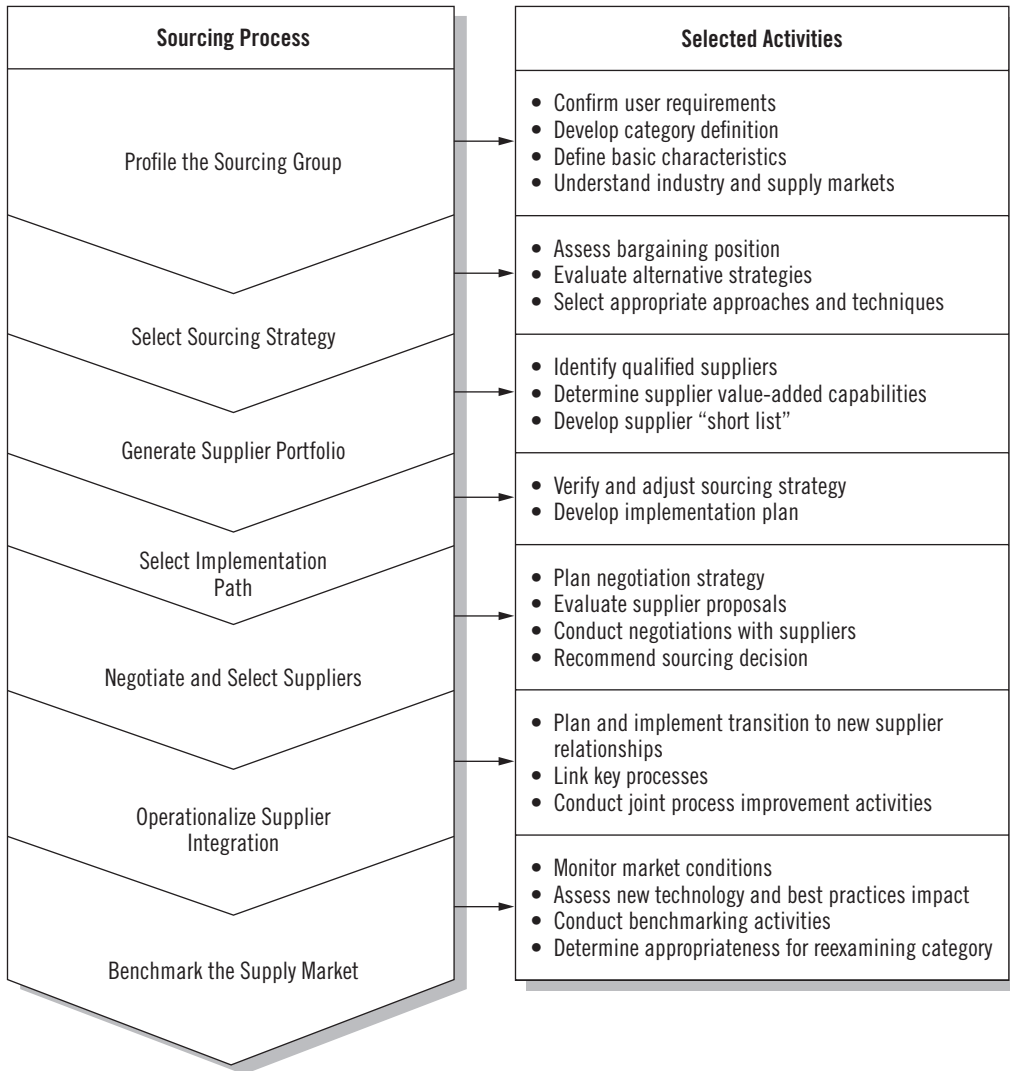 Sourcing Process
Profile the Sourcing Group
Select Sourcing Strategy
Generate Supplier Portfolio
Select Implementation
Path
Negotiate and Select Suppliers
Operationalize Supplier
Integration
Benchmark the Supply Market
Selected Activities
• Confirm user requirements
• Develop category definition
• Define basic characteristics
• Understand industry and supply markets
• Assess bargaining position
• Evaluate alternative strategies
• Select appropriate approaches and techniques
• Identify qualified suppliers
• Determine supplier value-added capabilities
• Develop supplier “short list”
• Verify and adjust sourcing strategy
• Develop implementation plan
• Plan negotiation strategy
• Evaluate supplier proposals
• Conduct negotiations with suppliers
• Recommend sourcing decision
• Plan and implement transition to new supplier
relationships
• Link key processes
• Conduct joint process improvement activities
• Monitor market conditions
• Assess new technology and best practices impact
• Conduct benchmarking activities
• Determine appropriateness for reexamining category